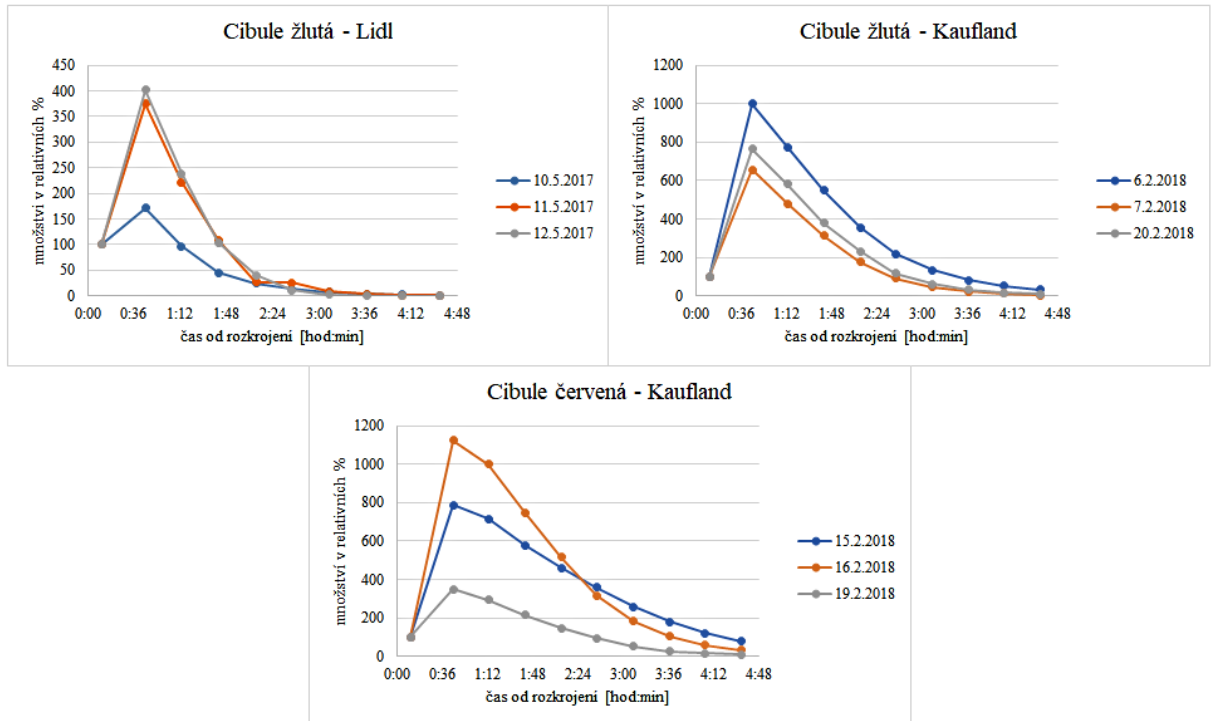 Cibule žlutá - Lidl
množství v relativních %
450
400
350
300
250
200
150
100
50
0
0:00 0:36 1:12 1:48 2:24 3:00 3:36 4:12 4:48
čas od rozkrojení [hod:min]
10.5.2017
11.5.2017
12.5.2017
Cibule žlutá - Kaufland
množství v relativních %
1200
1000
800
600
400
200
0
0:00 0:36 1:12 1:48 2:24 3:00 3:36 4:12 4:48
čas od rozkrojení [hod:min]
6.2.2018
7.2.2018
20.2.2018
Cibule červená - Kaufland
množství v relativních %
1200
1000
800
600
400
200
0
0:00 0:36 1:12 1:48 2:24 3:00 3:36 4:12 4:48
čas od rozkrojení [hod:min]
15.2.2018
16.2.2018
19.2.2018